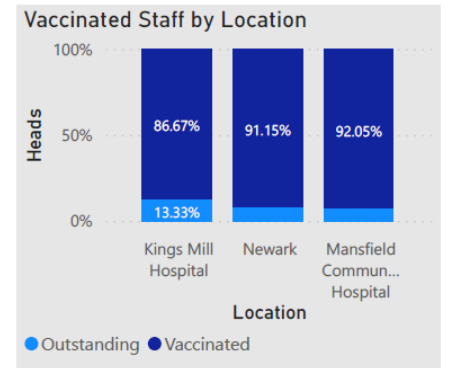 Vaccinated Staff by Location
100%
50%
0%
Heads
86.67%
91.15%
92.05%
13.33%
Kings Mill
Hospital
Newark
Mansfield
Commun...
Hospital
Location
Outstanding
Vaccinated